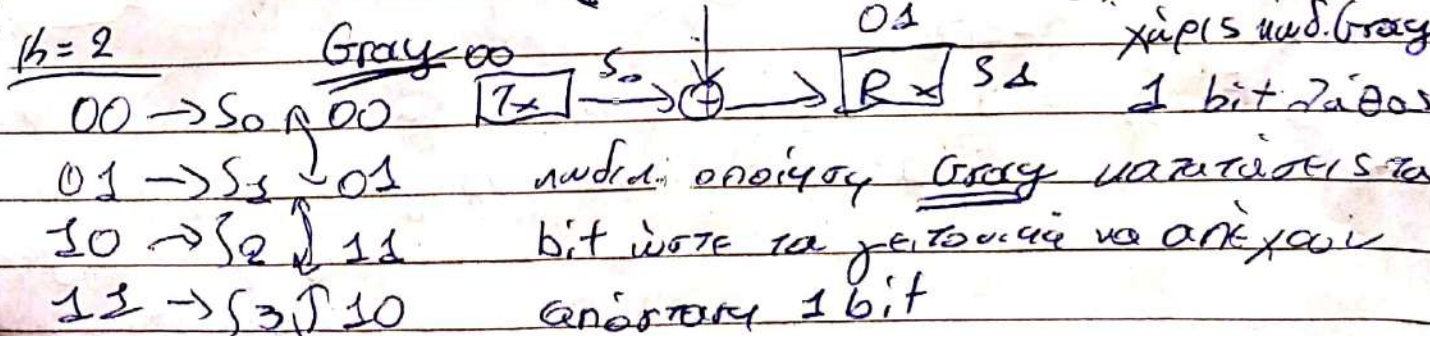 k=2 Gray 00 01 χωρίς κωδ. Gray
00 → S0 00 Tx S0 → + → Rx S1 1 bit λάθος
01 → S1 01 κωδικοποίηση Gray κατατάσσεις τα
10 → S2 11 bit ώστε τα γειτονικά να απέχουν
11 → S3 10 απόσταση 1 bit